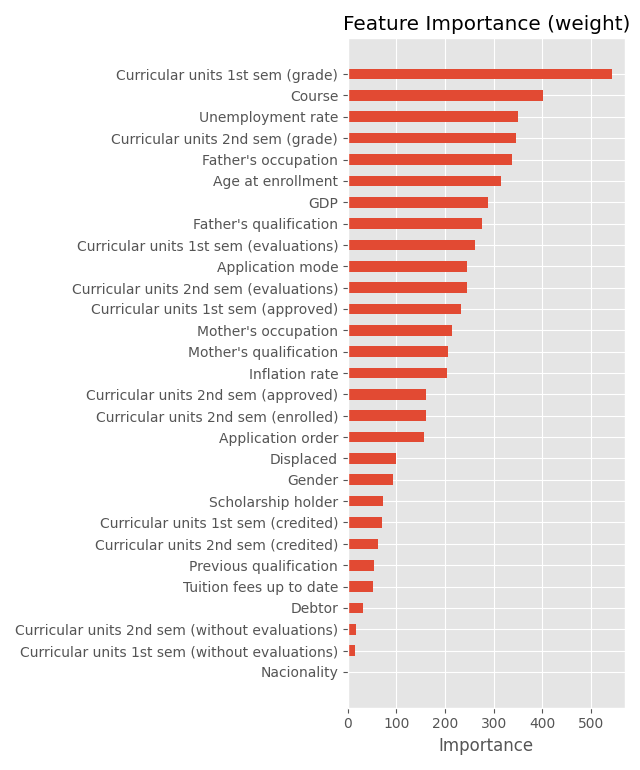 Feature Importance (weight)
Curricular units 1st sem (grade)
Course
Unemployment rate
Curricular units 2nd sem (grade)
Father's occupation
Age at enrollment
GDP
Father's qualification
Curricular units 1st sem (evaluations)
Application mode
Curricular units 2nd sem (evaluations)
Curricular units 1st sem (approved)
Mother's occupation
Mother's qualification
Inflation rate
Curricular units 2nd sem (approved)
Curricular units 2nd sem (enrolled)
Application order
Displaced
Gender
Scholarship holder
Curricular units 1st sem (credited)
Curricular units 2nd sem (credited)
Previous qualification
Tuition fees up to date
Debtor
Curricular units 2nd sem (without evaluations)
Curricular units 1st sem (without evaluations)
Nacionality
0 100 200 300 400 500
Importance